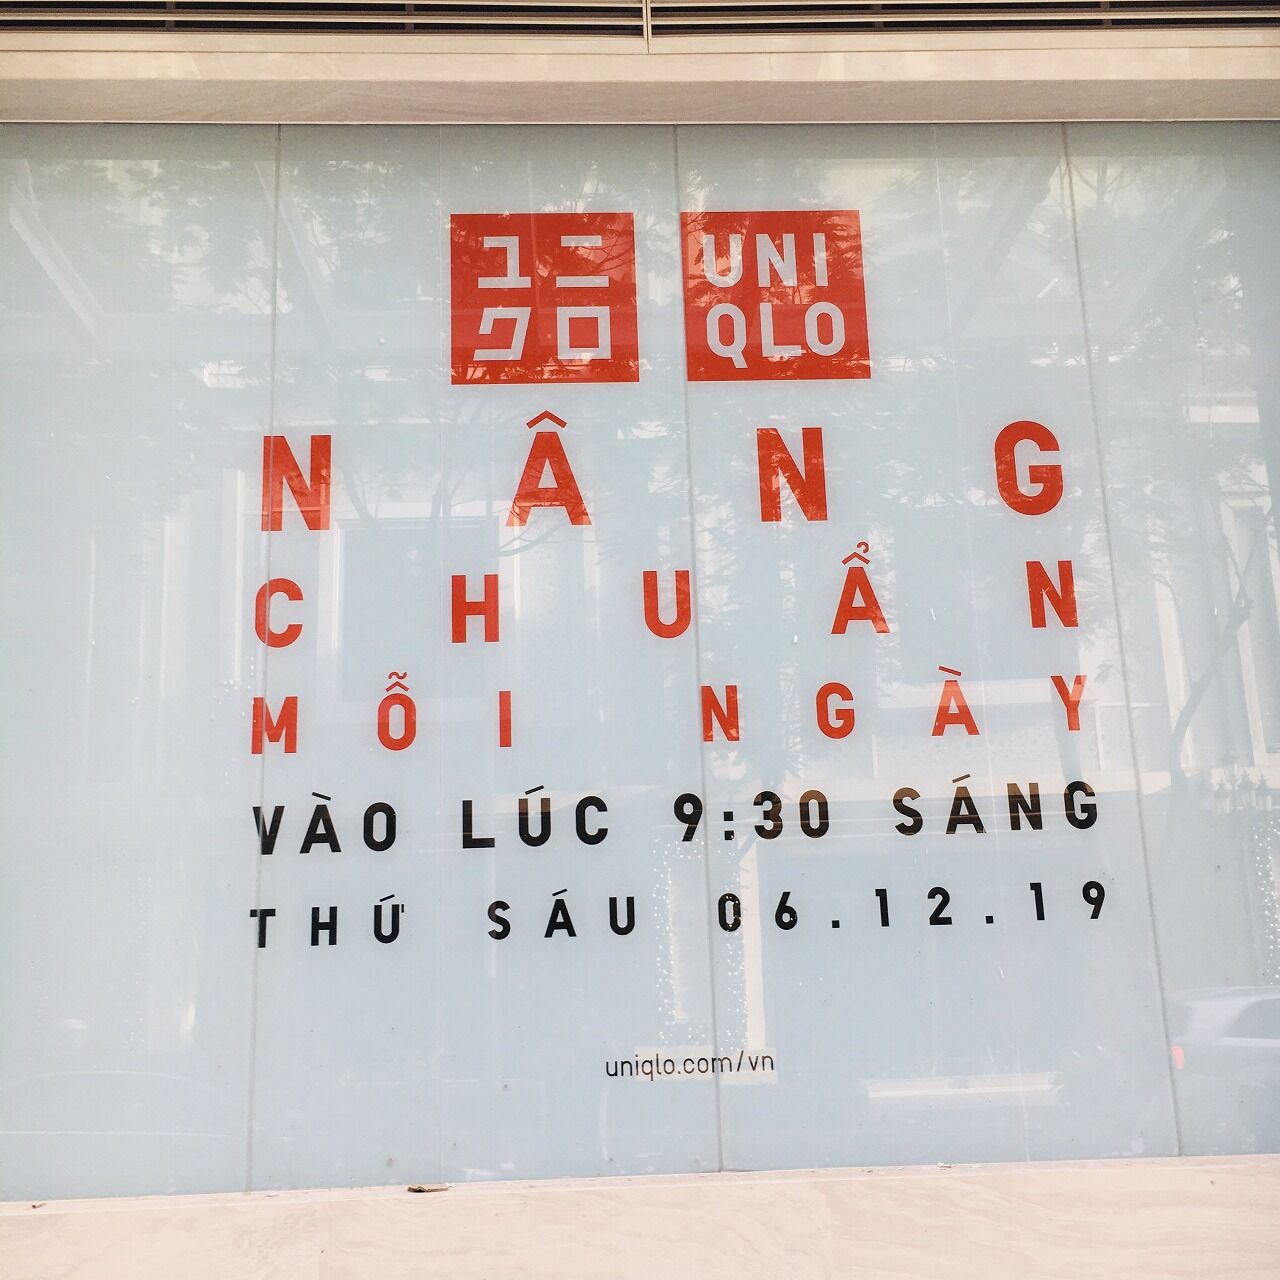 ユニ UNI
クロ QLO
NÂNG
CHUẨN
MỖI NGÀY
VÀO LÚC 9:30 SÁNG
THỨ SÁU 06.12.19
uniqlo.com/vn